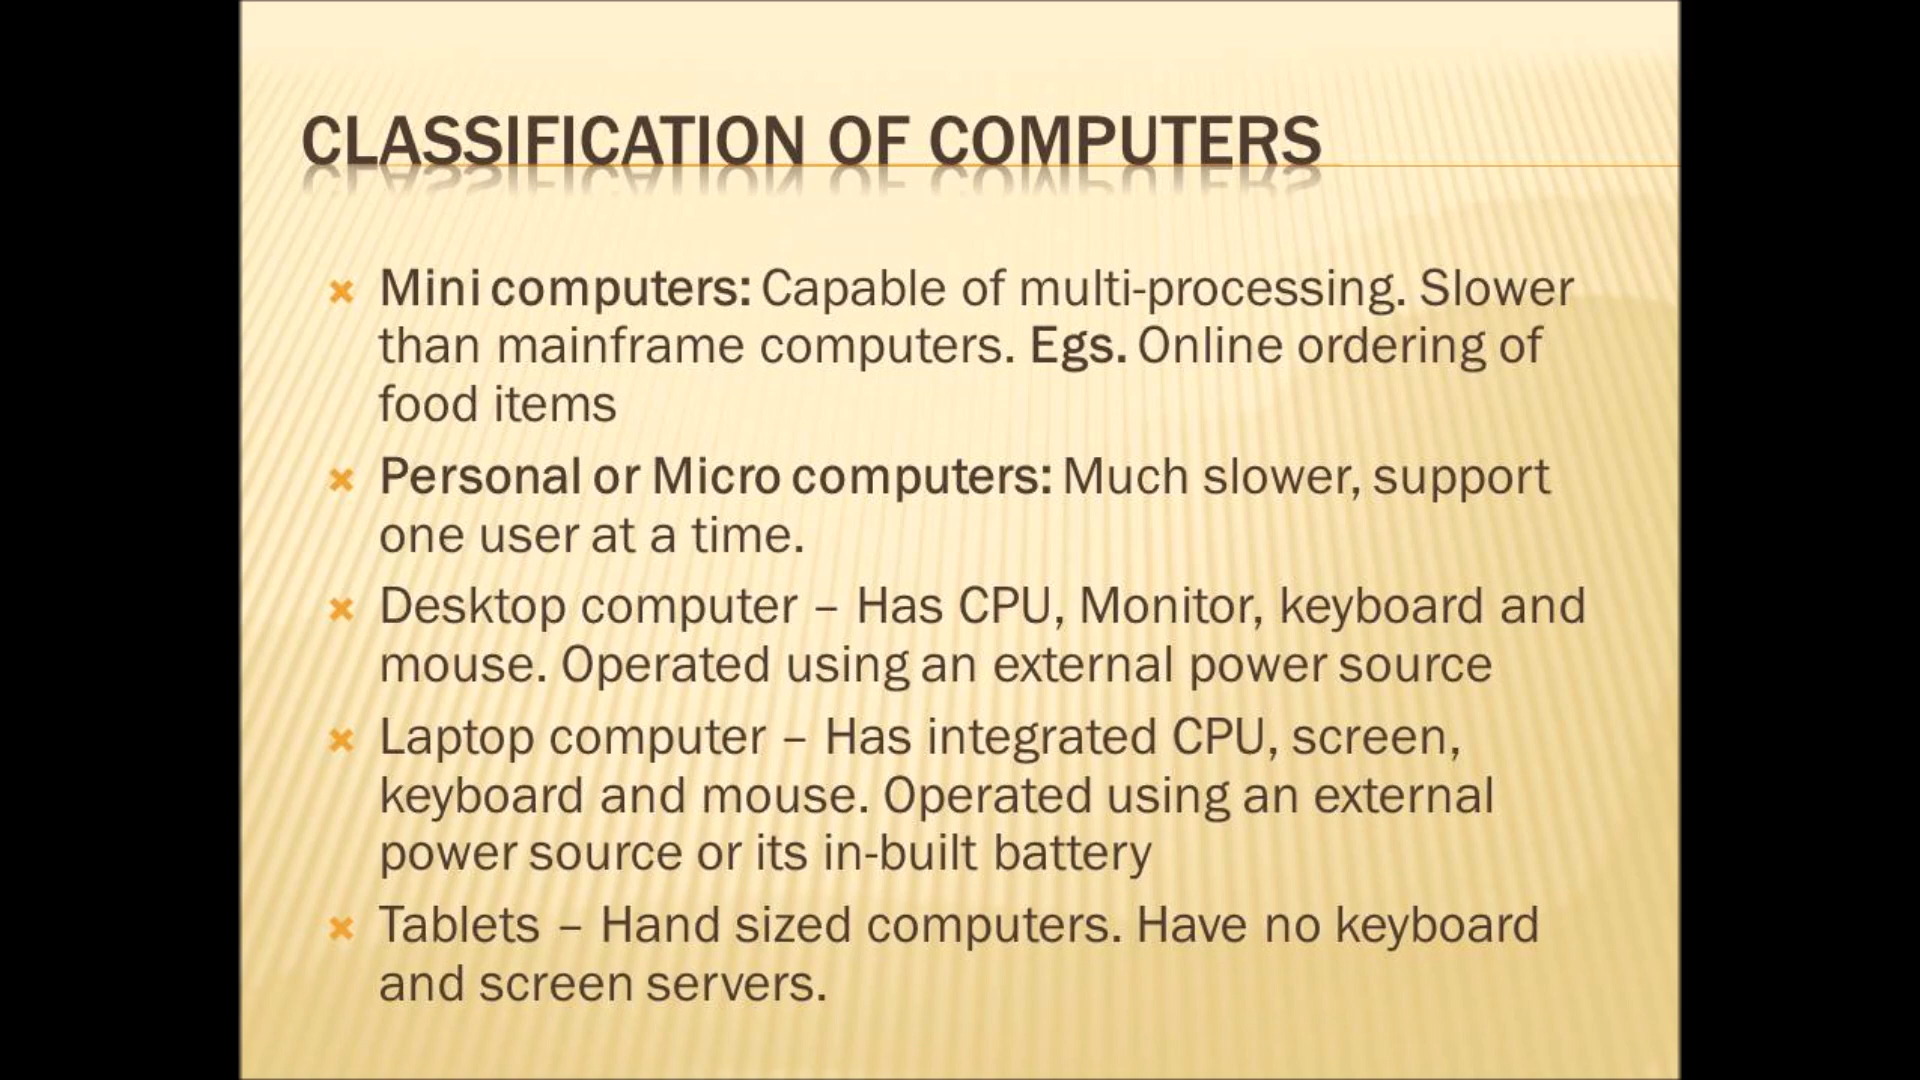 CLASSIFICATION OF COMPUTERS
Mini computers: Capable of multi-processing. Slower
than mainframe computers. Egs. Online ordering of
food items
Personal or Micro computers: Much slower, support
one user at a time.
Desktop computer – Has CPU, Monitor, keyboard and
mouse. Operated using an external power source
Laptop computer – Has integrated CPU, screen,
keyboard and mouse. Operated using an external
power source or its in-built battery
Tablets – Hand sized computers. Have no keyboard
and screen servers.